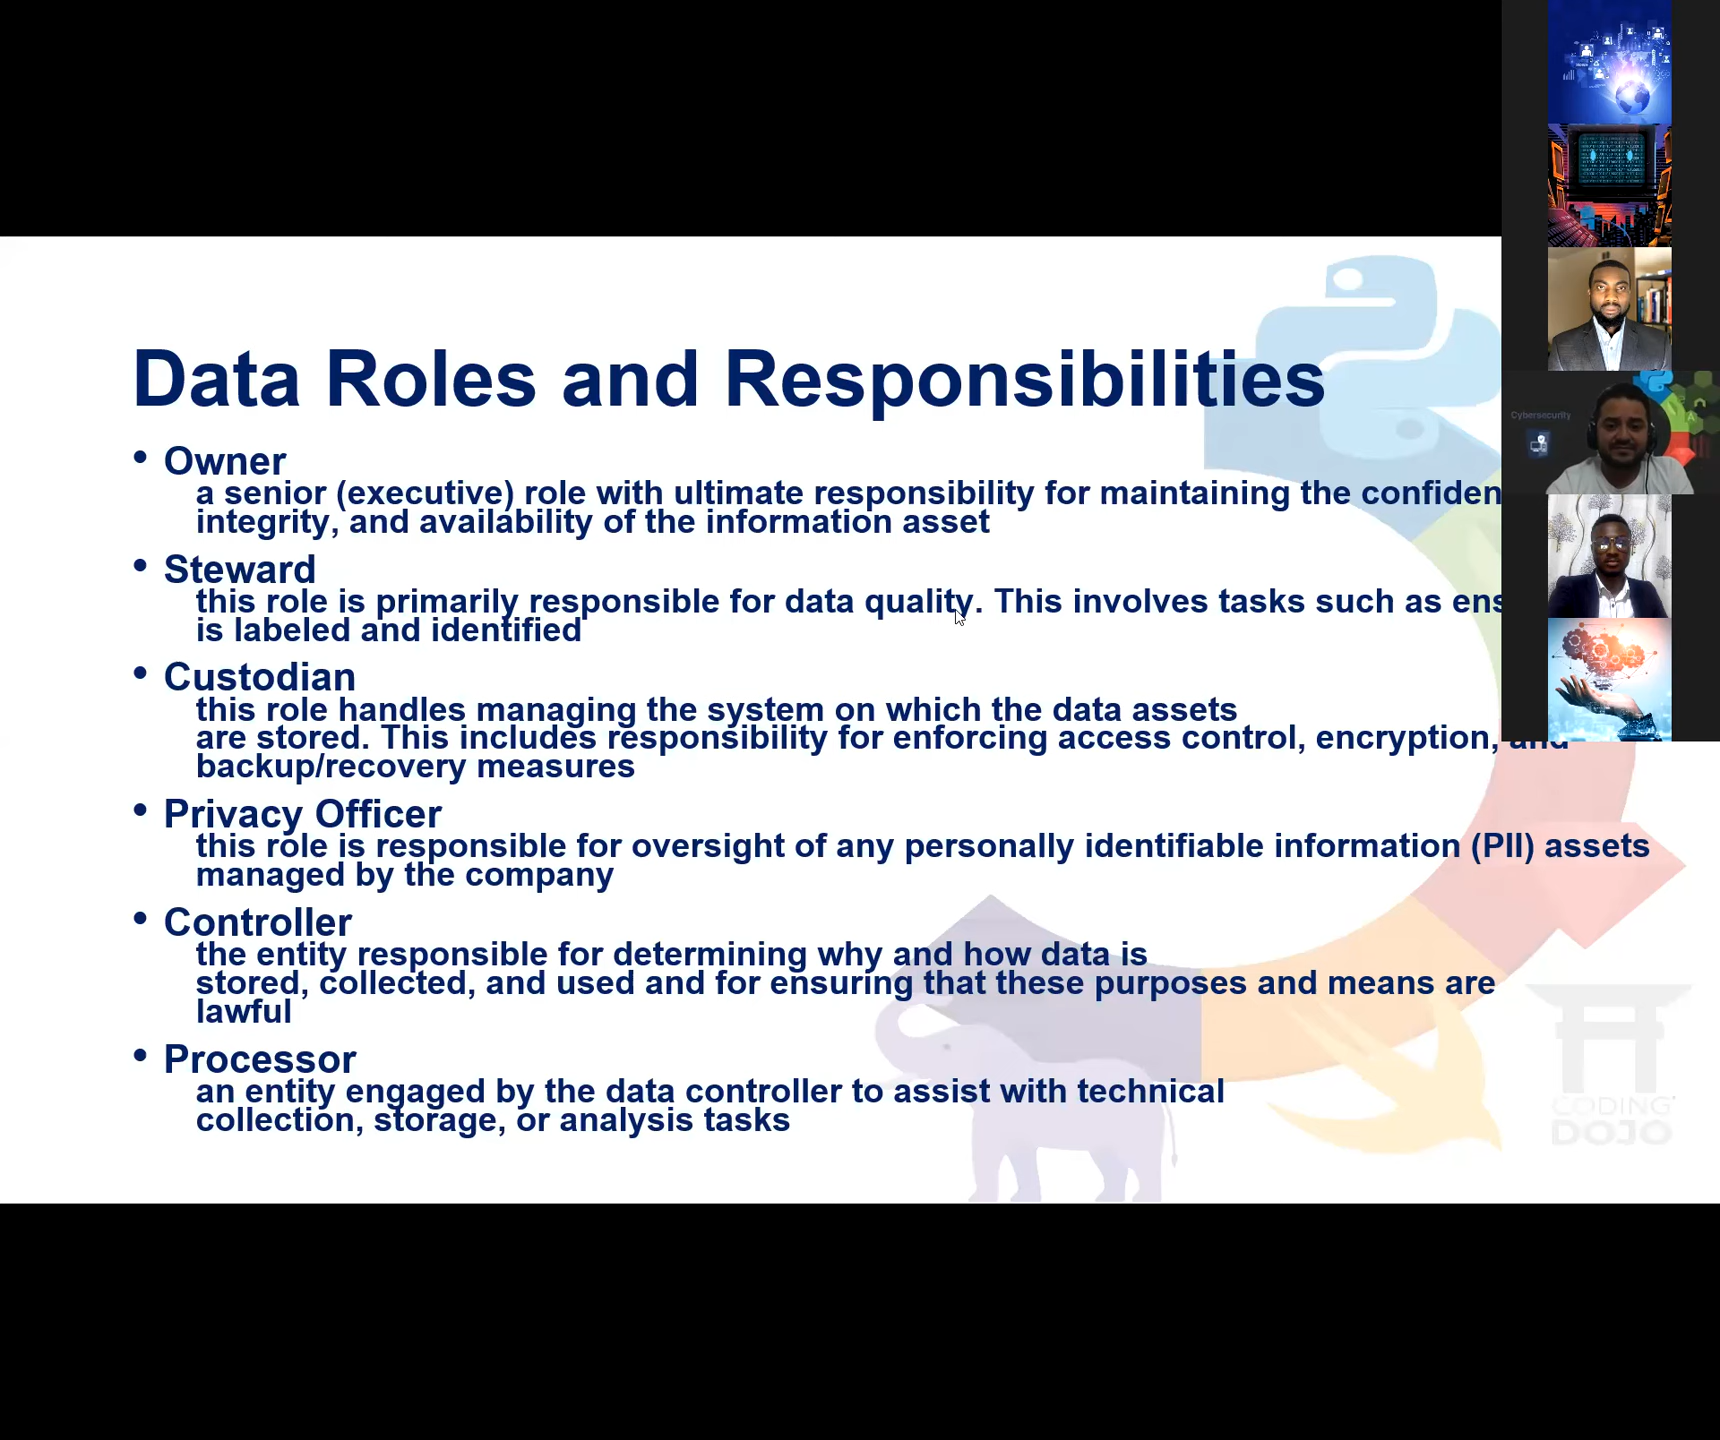 Data Roles and Responsibilities
• Owner
a senior (executive) role with ultimate responsibility for maintaining the
integrity, and availability of the information asset
• Steward
this role is primarily responsible for data quality. This involves tasks such as
is labeled and identified
• Custodian
this role handles managing the system on which the data assets
are stored. This includes responsibility for enforcing access control, encryption, and
backup/recovery measures
• Privacy Officer
this role is responsible for oversight of any personally identifiable information (PII) assets
managed by the company
• Controller
the entity responsible for determining why and how data is
stored, collected, and used and for ensuring that these purposes and means are
lawful
• Processor
an entity engaged by the data controller to assist with technical
collection, storage, or analysis tasks
CODING
DOJO
Cybersecurity